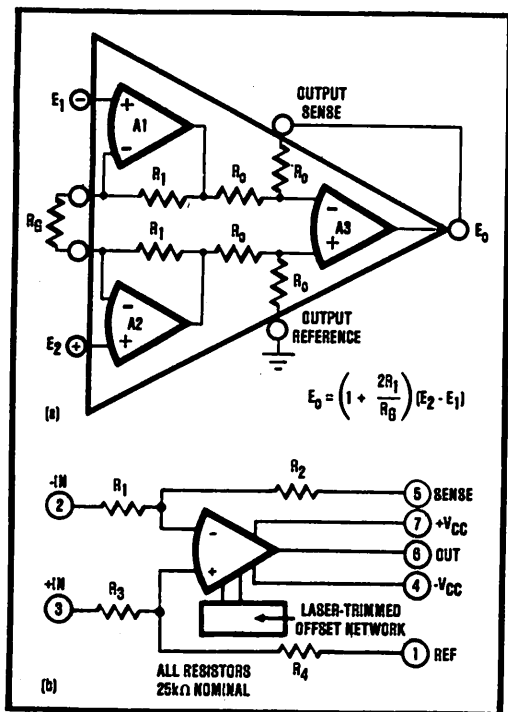 E1
−
+
A1
−
OUTPUT
SENSE
R1
R0
R0
RG
−
A3
+
E0
R1
R0
R0
−
A2
+
E2
+
OUTPUT
REFERENCE
E0 = (1 + 2R1/RG) (E2 - E1)
(a)
-IN
2
R1
R2
5 SENSE
7 +VCC
−
6 OUT
+
4 -VCC
+IN
3
R3
LASER-TRIMMED
OFFSET NETWORK
1 REF
R4
ALL RESISTORS
25kΩ NOMINAL
(b)